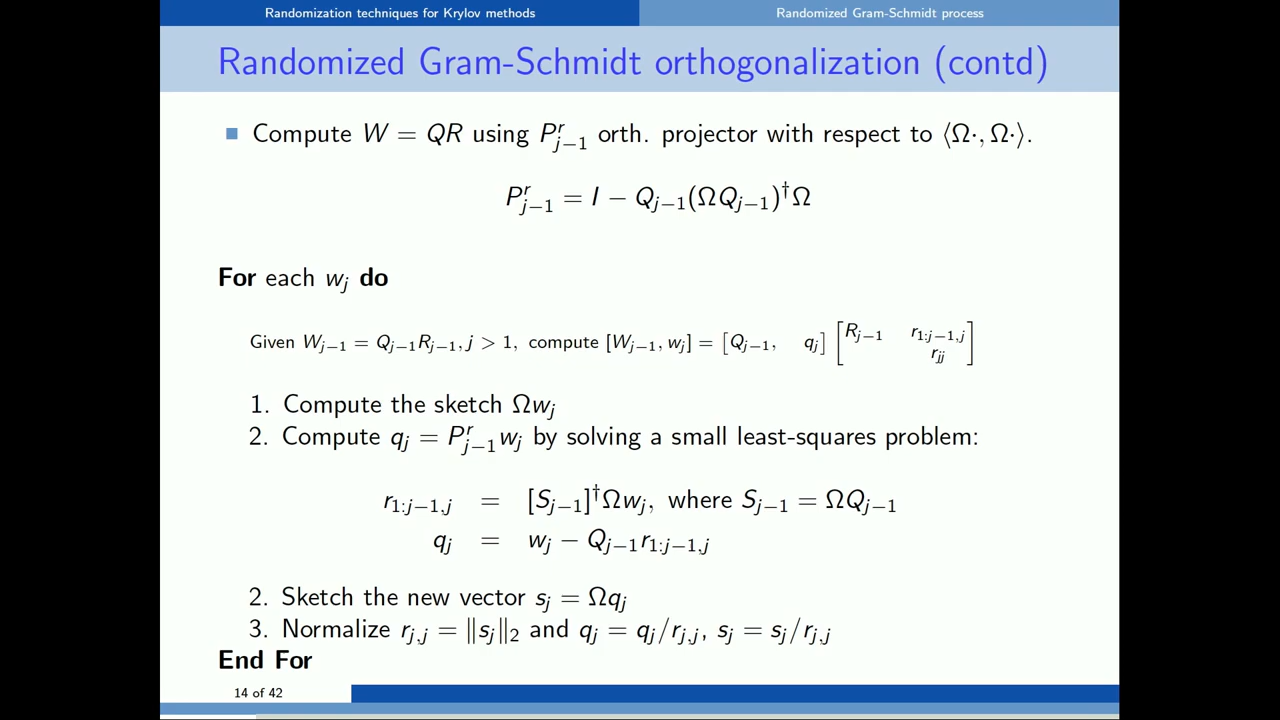 Randomization techniques for Krylov methods
Randomized Gram-Schmidt process
Randomized Gram-Schmidt orthogonalization (contd)
Compute W = QR using P^r_{j−1} orth. projector with respect to ⟨Ω·, Ω·⟩.
P^r_{j−1} = I − Q_{j−1}(ΩQ_{j−1})^†Ω
For each w_j do
Given W_{j−1} = Q_{j−1}R_{j−1}, j > 1, compute [W_{j−1}, w_j] = [Q_{j−1}, q_j] [R_{j−1} r_{1:j−1,j}
r_{jj}]
1. Compute the sketch Ωw_j
2. Compute q_j = P^r_{j−1}w_j by solving a small least-squares problem:
r_{1:j−1,j} = [S_{j−1}]^†Ωw_j, where S_{j−1} = ΩQ_{j−1}
q_j = w_j − Q_{j−1}r_{1:j−1,j}
2. Sketch the new vector s_j = Ωq_j
3. Normalize r_{j,j} = ‖s_j‖_2 and q_j = q_j/r_{j,j}, s_j = s_j/r_{j,j}
End For
14 of 42